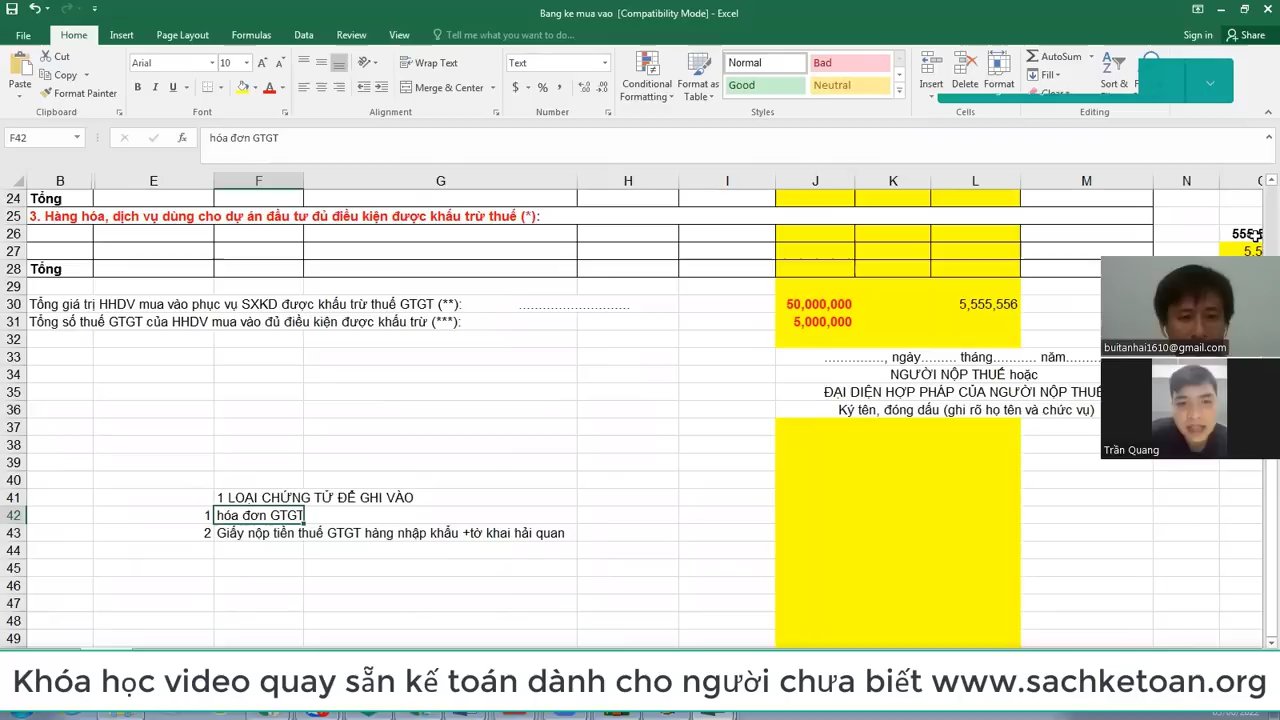 Bang ke mua vao [Compatibility Mode] - Excel
File Home Insert Page Layout Formulas Data Review View Tell me what you want to do... Sign in Share
Cut
Copy
Format Painter
Paste
Arial 10
B I U
Wrap Text
Merge & Center
Text
Conditional Formatting
Format as Table
Normal Bad
Good Neutral
Insert Delete Format
AutoSum
Fill
Clear
Sort &
Clipboard Font Alignment Number Styles Cells Editing
F42 fx hóa đơn GTGT
B E F G H I J K L M N
24 Tổng
25 3. Hàng hóa, dịch vụ dùng cho dự án đầu tư đủ điều kiện được khấu trừ thuế (*):
26
27
28 Tổng
29
30 Tổng giá trị HHDV mua vào phục vụ SXKD được khấu trừ thuế GTGT (**): ............................ 50,000,000 5,555,556
31 Tổng số thuế GTGT của HHDV mua vào đủ điều kiện được khấu trừ (***): 5,000,000
32
33 ..............., ngày......... tháng........... năm.........
34 NGƯỜI NỘP THUẾ hoặc
35 ĐẠI DIỆN HỢP PHÁP CỦA NGƯỜI NỘP THUẾ
36 Ký tên, đóng dấu (ghi rõ họ tên và chức vụ)
37
38
39
40
41 1 LOẠI CHỨNG TỪ ĐỂ GHI VÀO
42 1 hóa đơn GTGT
43 2 Giấy nộp tiền thuế GTGT hàng nhập khẩu +tờ khai hải quan
44
45
46
47
48
49
buitanhai1610@gmail.com
Trần Quang
Khóa học video quay sẵn kế toán dành cho người chưa biết www.sachketoan.org